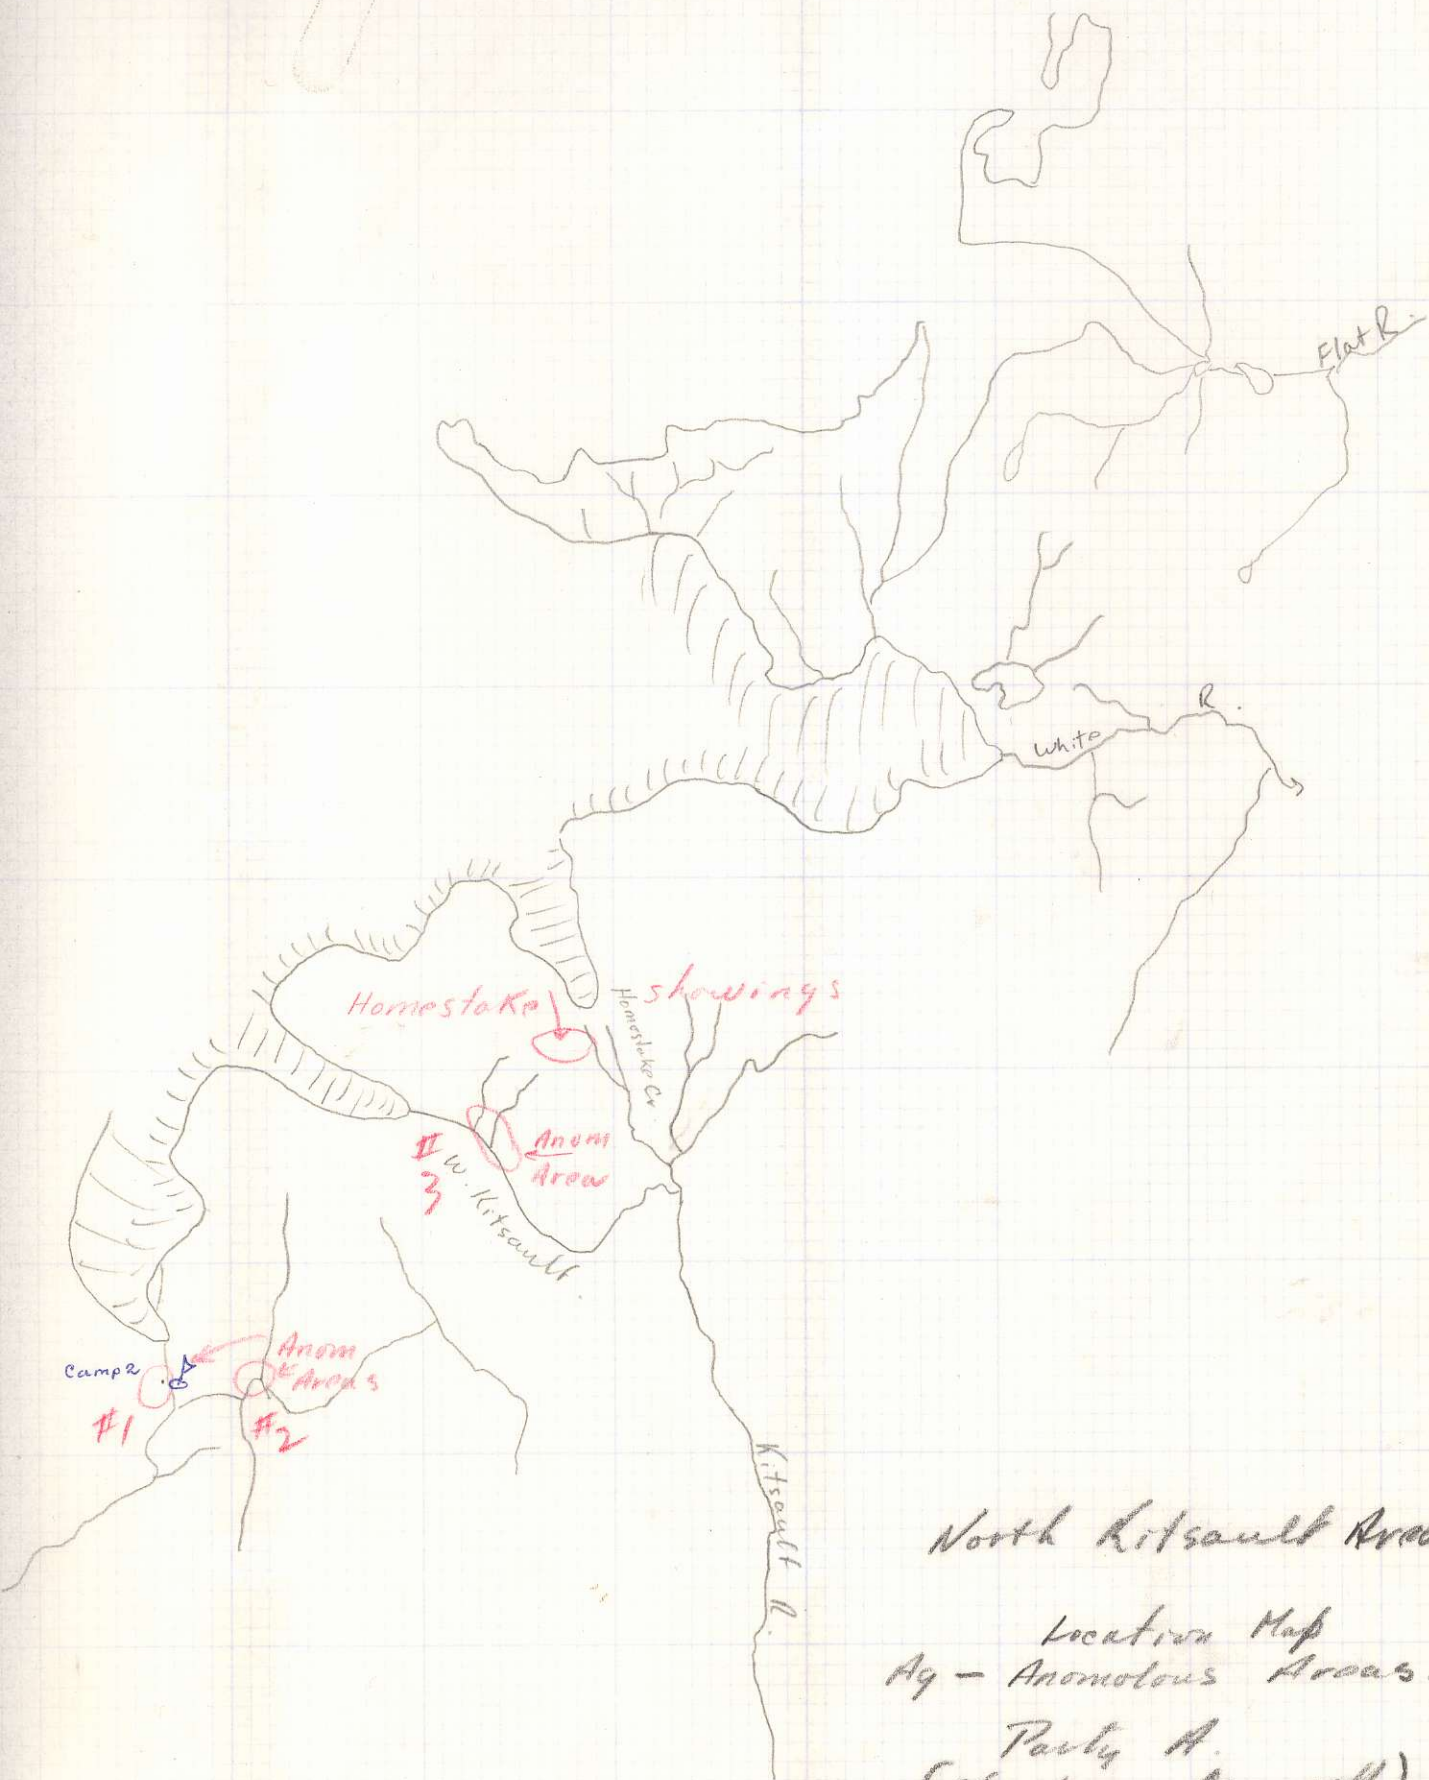 Flat R.
R.
White
Homestake showings
Homestake Cr.
# Anom
3 Area
W. Kitsault.
Anom
Areas
Camp 2
#1
#2
Kitsault R.
North Kitsault Area
Location Map
Ag - Anomolous Areas.
Party A.